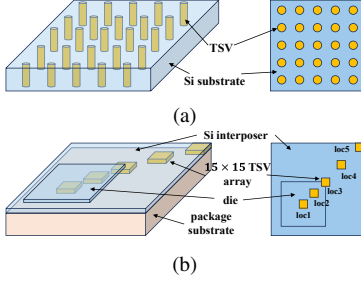 TSV
Si substrate
(a)
Si interposer
15 × 15 TSV
array
die
package
substrate
loc5
loc4
loc3
loc2
loc1
(b)